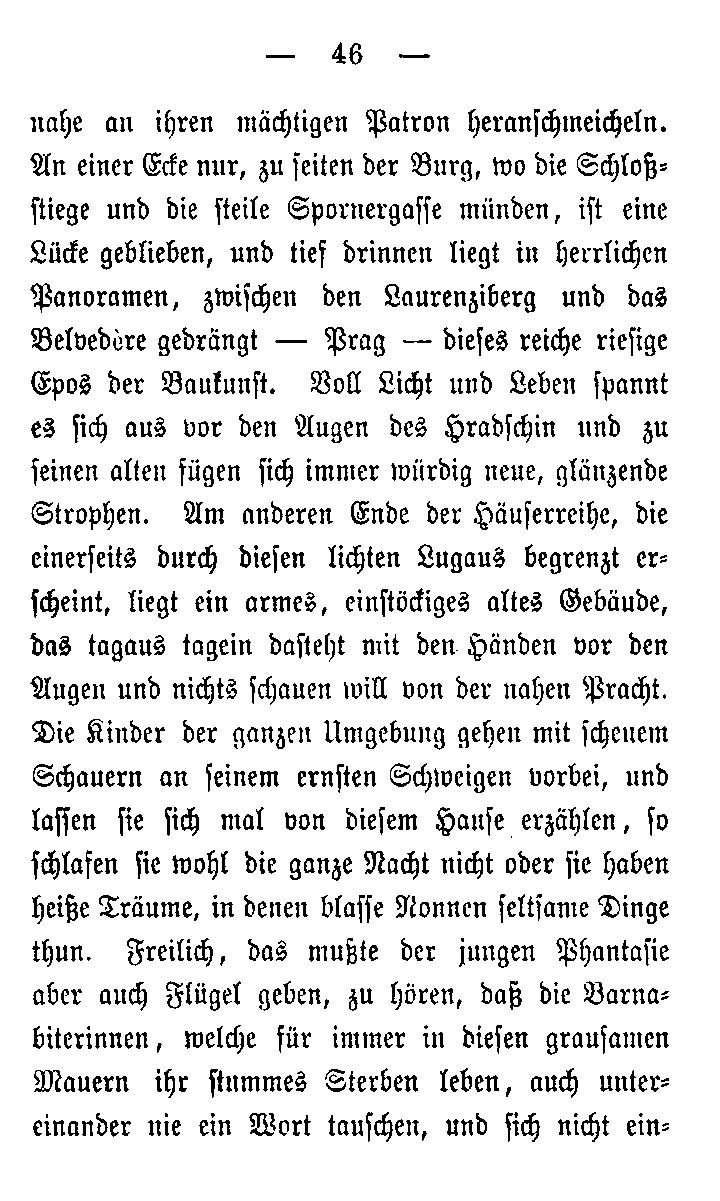 — 46 —
nahe an ihren mächtigen Patron heranschmeicheln.
An einer Ecke nur, zu seiten der Burg, wo die Schloß-
stiege und die steile Spornergasse münden, ist eine
Lücke geblieben, und tief drinnen liegt in herrlichen
Panoramen, zwischen den Laurenziberg und das
Belvedère gedrängt — Prag — dieses reiche riesige
Epos der Baukunst. Voll Licht und Leben spannt
es sich aus vor den Augen des Hradschin und zu
seinen alten fügen sich immer würdig neue, glänzende
Strophen. Am anderen Ende der Häuserreihe, die
einerseits durch diesen lichten Lugaus begrenzt er-
scheint, liegt ein armes, einstöckiges altes Gebäude,
das tagaus tagein dasteht mit den Händen vor den
Augen und nichts schauen will von der nahen Pracht.
Die Kinder der ganzen Umgebung gehen mit scheuem
Schauern an seinem ernsten Schweigen vorbei, und
lassen sie sich mal von diesem Hause erzählen, so
schlafen sie wohl die ganze Nacht nicht oder sie haben
heiße Träume, in denen blasse Nonnen seltsame Dinge
thun. Freilich, das mußte der jungen Phantasie
aber auch Flügel geben, zu hören, daß die Barna-
biterinnen, welche für immer in diesen grausamen
Mauern ihr stummes Sterben leben, auch unter-
einander nie ein Wort tauschen, und sich nicht ein-